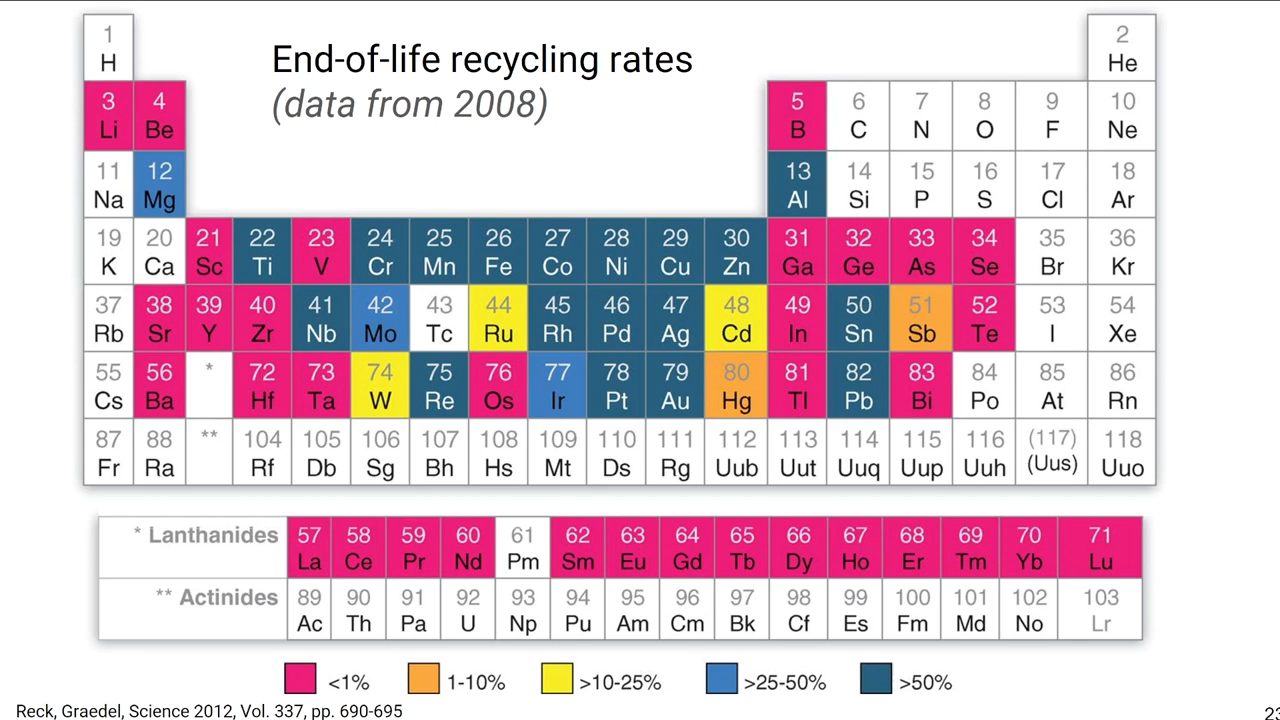 1 2
H End-of-life recycling rates He
3 4 (data from 2008) 5 6 7 8 9 10
Li Be B C N O F Ne
11 12 13 14 15 16 17 18
Na Mg Al Si P S Cl Ar
19 20 21 22 23 24 25 26 27 28 29 30 31 32 33 34 35 36
K Ca Sc Ti V Cr Mn Fe Co Ni Cu Zn Ga Ge As Se Br Kr
37 38 39 40 41 42 43 44 45 46 47 48 49 50 51 52 53 54
Rb Sr Y Zr Nb Mo Tc Ru Rh Pd Ag Cd In Sn Sb Te I Xe
55 56 * 72 73 74 75 76 77 78 79 80 81 82 83 84 85 86
Cs Ba Hf Ta W Re Os Ir Pt Au Hg Tl Pb Bi Po At Rn
87 88 ** 104 105 106 107 108 109 110 111 112 113 114 115 116 (117) 118
Fr Ra Rf Db Sg Bh Hs Mt Ds Rg Uub Uut Uuq Uup Uuh (Uus) Uuo
* Lanthanides 57 58 59 60 61 62 63 64 65 66 67 68 69 70 71
La Ce Pr Nd Pm Sm Eu Gd Tb Dy Ho Er Tm Yb Lu
** Actinides 89 90 91 92 93 94 95 96 97 98 99 100 101 102 103
Ac Th Pa U Np Pu Am Cm Bk Cf Es Fm Md No Lr
<1% 1-10% >10-25% >25-50% >50%
Reck, Graedel, Science 2012, Vol. 337, pp. 690-695